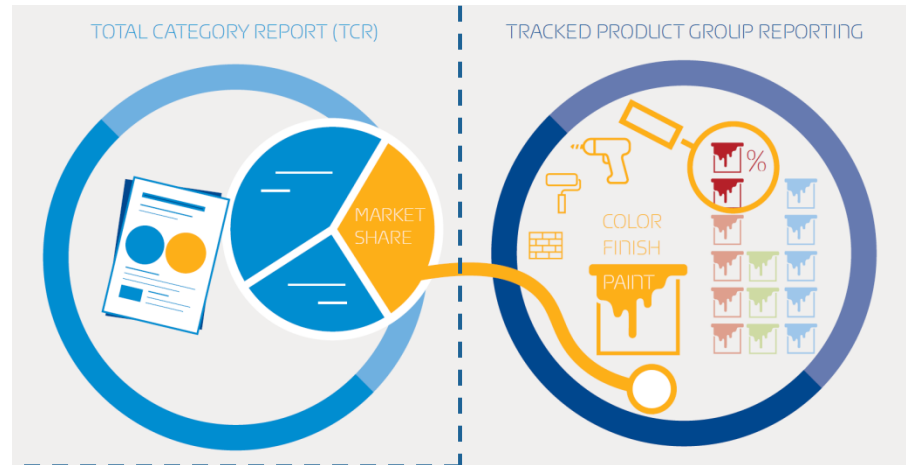 TOTAL CATEGORY REPORT (TCR)
TRACKED PRODUCT GROUP REPORTING
MARKET
SHARE
%
COLOR
FINISH
PAINT